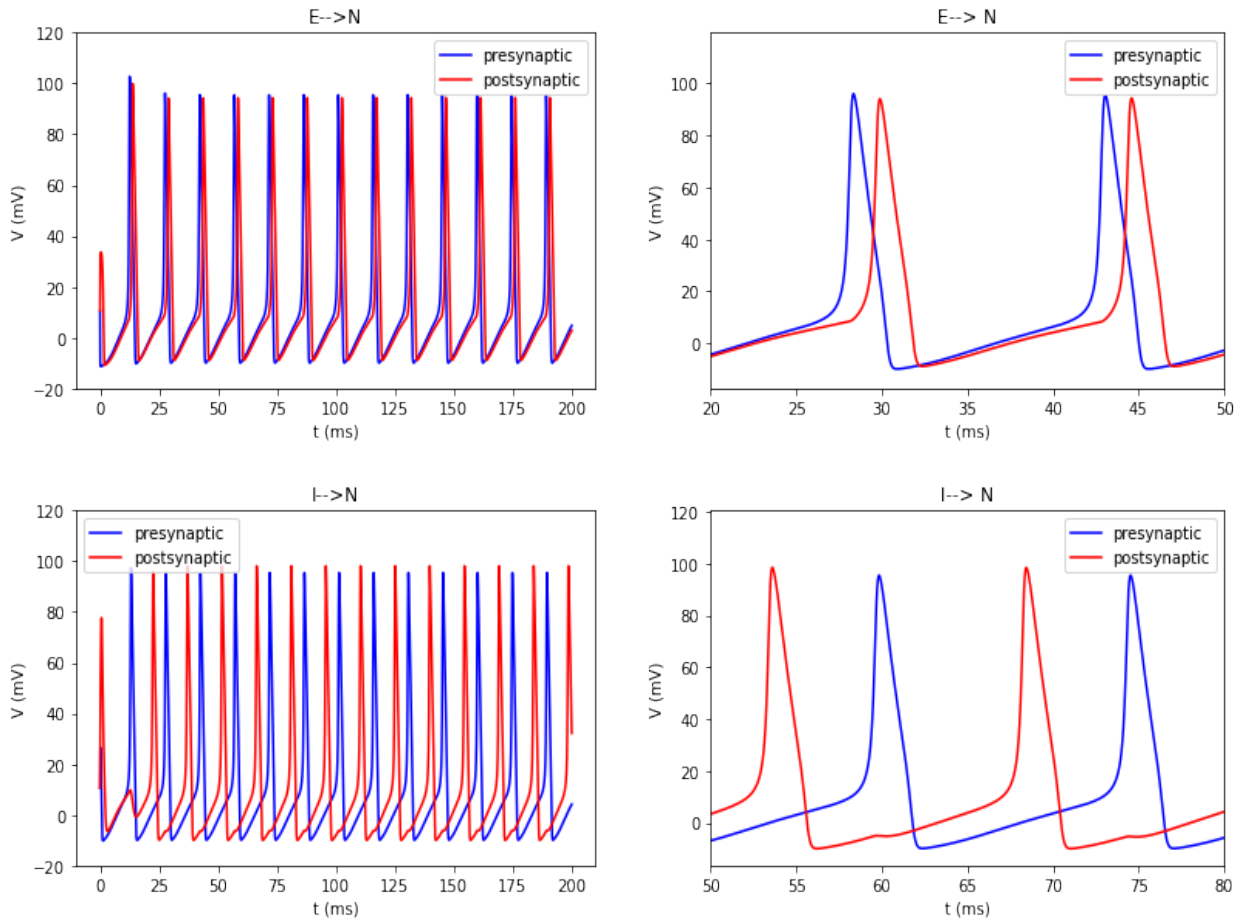 E-->N
120
100
80
60
40
20
0
−20
V (mV)
presynaptic
postsynaptic
0 25 50 75 100 125 150 175 200
t (ms)
E--> N
100
80
60
40
20
0
V (mV)
presynaptic
postsynaptic
20 25 30 35 40 45 50
t (ms)
I-->N
120
100
80
60
40
20
0
−20
V (mV)
presynaptic
postsynaptic
0 25 50 75 100 125 150 175 200
t (ms)
I--> N
120
100
80
60
40
20
0
V (mV)
presynaptic
postsynaptic
50 55 60 65 70 75 80
t (ms)